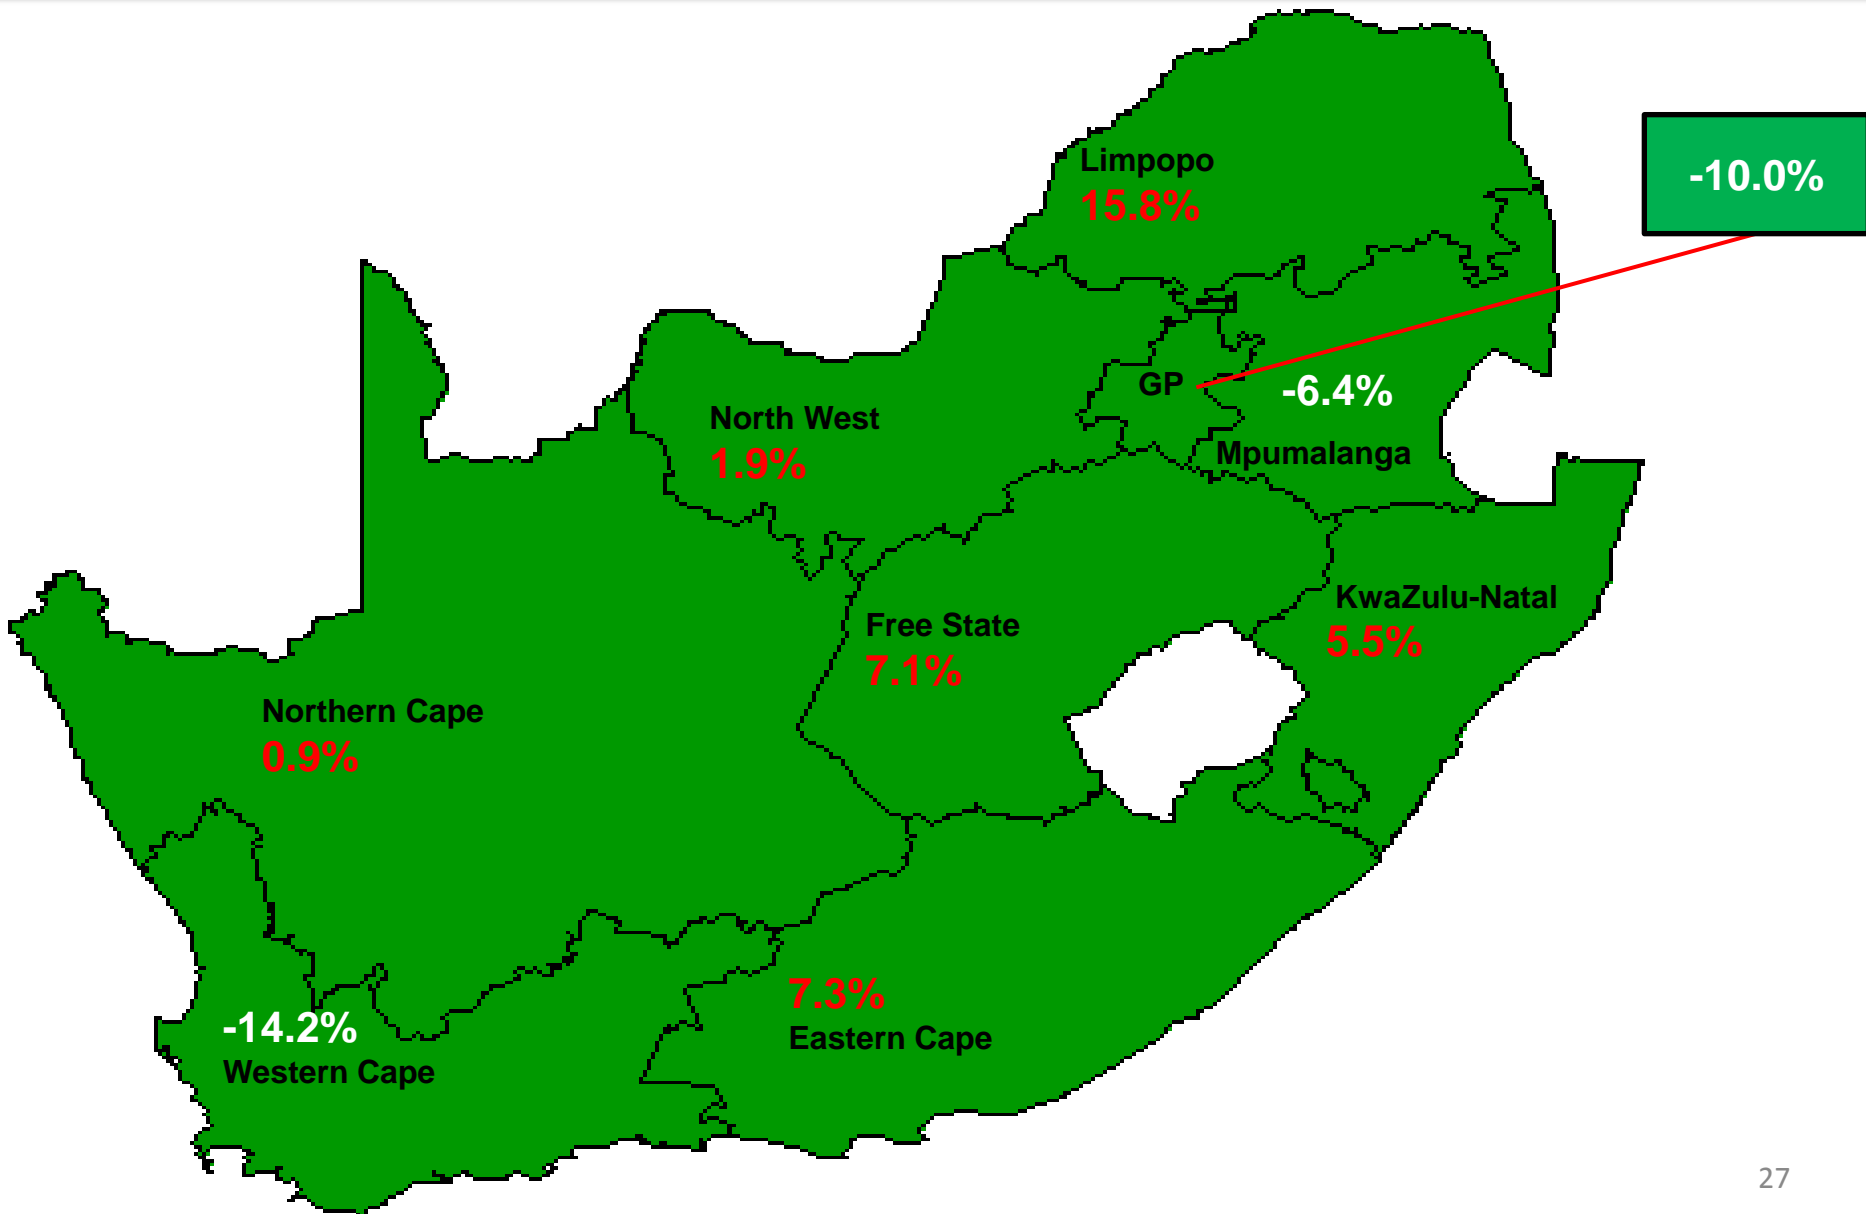 Limpopo
15.8%
-10.0%
GP
-6.4%
Mpumalanga
North West
1.9%
KwaZulu-Natal
5.5%
Free State
7.1%
Northern Cape
0.9%
7.3%
Eastern Cape
-14.2%
Western Cape
27